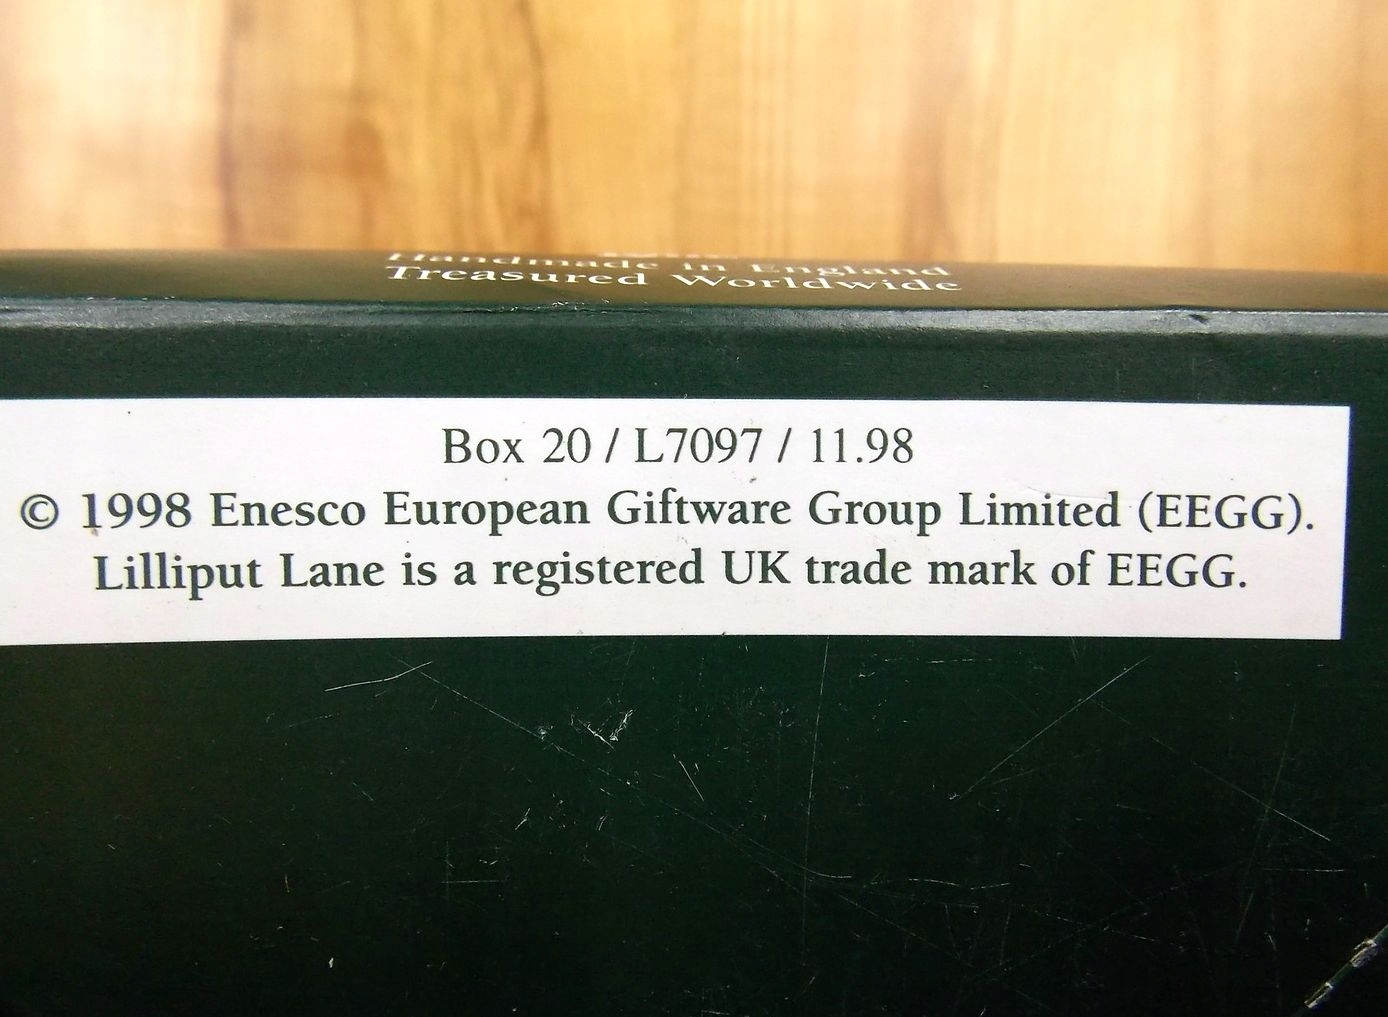 Handmade in England
Treasured Worldwide
Box 20 / L7097 / 11.98
© 1998 Enesco European Giftware Group Limited (EEGG).
Lilliput Lane is a registered UK trade mark of EEGG.